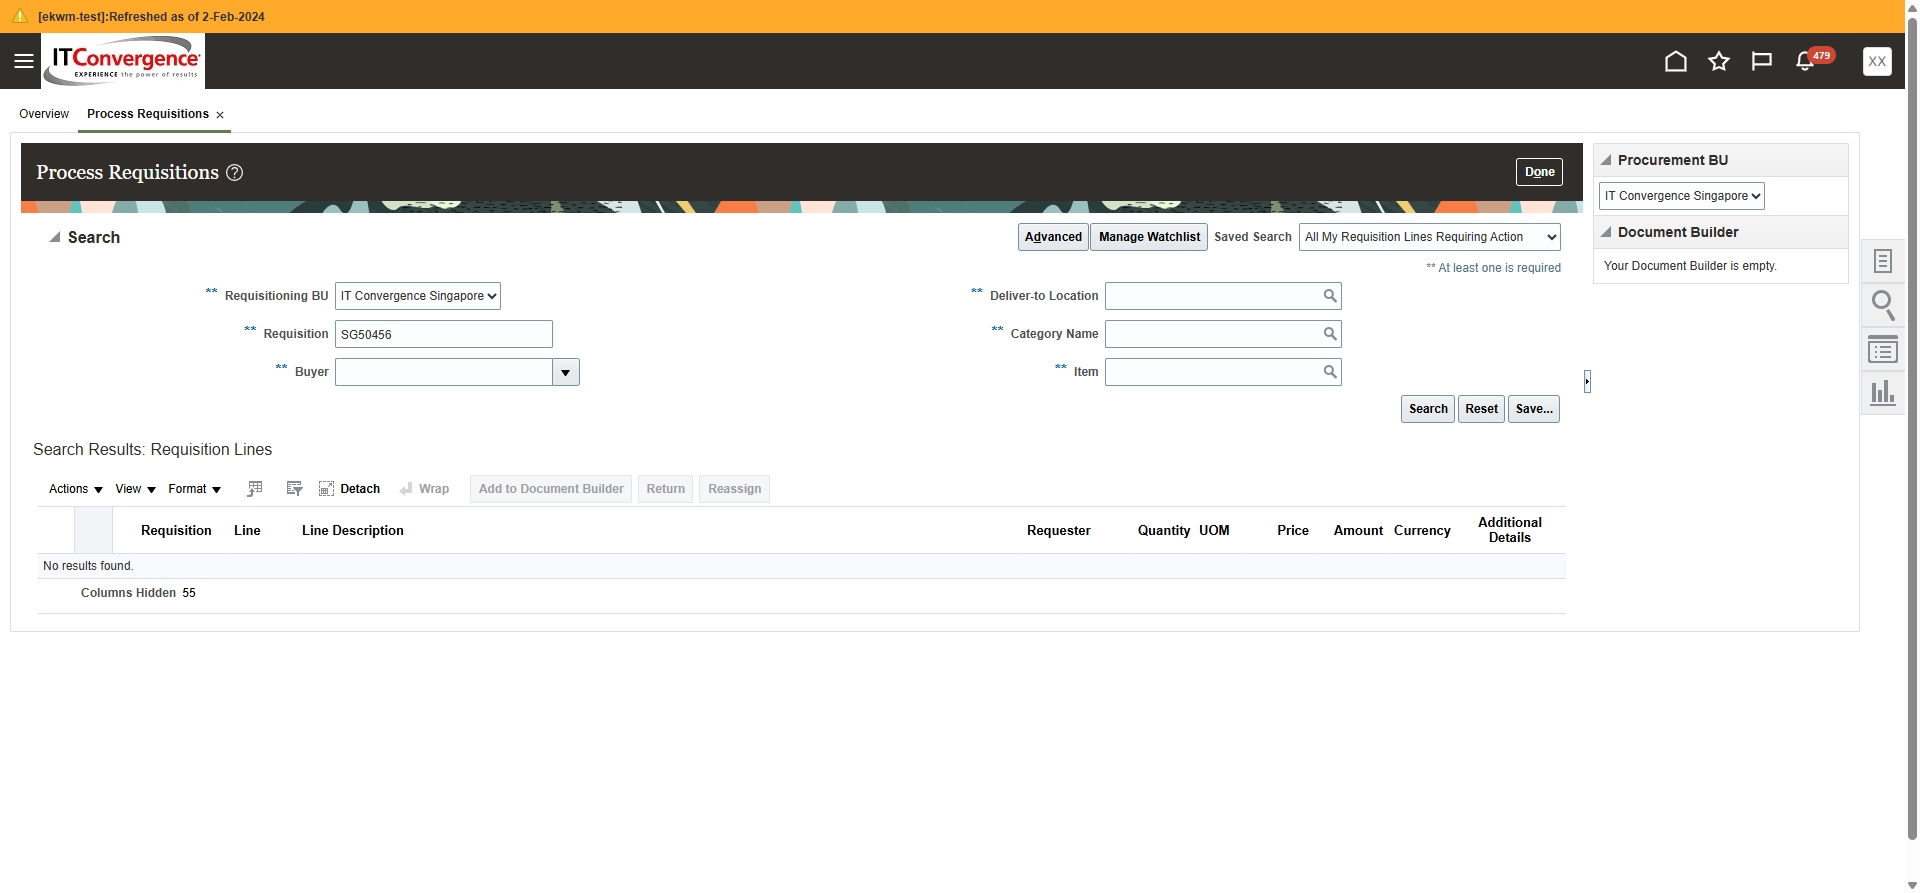 [ekwm-test]:Refreshed as of 2-Feb-2024
ITConvergence
EXPERIENCE the power of results
479
XX
Overview
Process Requisitions ×
Process Requisitions ?
Done
Search
Advanced
Manage Watchlist
Saved Search
All My Requisition Lines Requiring Action
** At least one is required
** Requisitioning BU
IT Convergence Singapore
** Requisition
SG50456
** Buyer
** Deliver-to Location
** Category Name
** Item
Search
Reset
Save...
Search Results: Requisition Lines
Actions
View
Format
Detach
Wrap
Add to Document Builder
Return
Reassign
Requisition
Line
Line Description
Requester
Quantity
UOM
Price
Amount
Currency
Additional
Details
No results found.
Columns Hidden 55
Procurement BU
IT Convergence Singapore
Document Builder
Your Document Builder is empty.